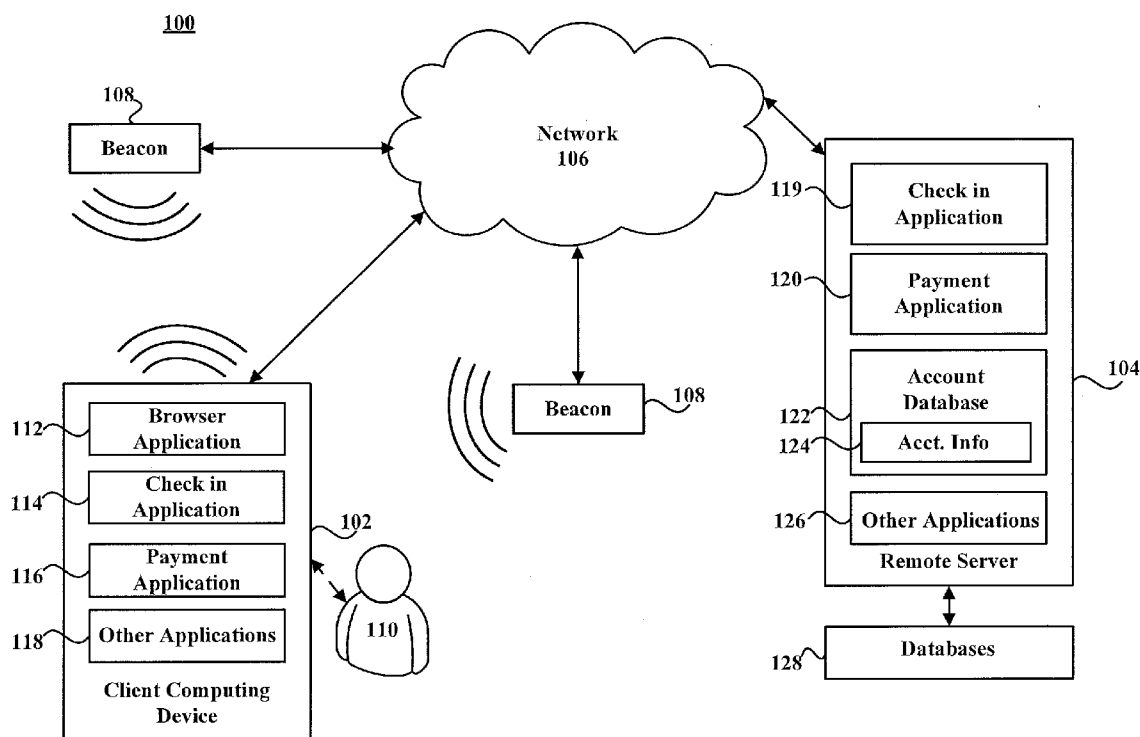 100
108
Beacon
Network
106
119
Check in
Application
120
Payment
Application
104
Account
Database
122
124
Acct. Info
126
Other Applications
Remote Server
128
Databases
Beacon
108
112
Browser
Application
114
Check in
Application
102
116
Payment
Application
118
Other Applications
110
Client Computing
Device